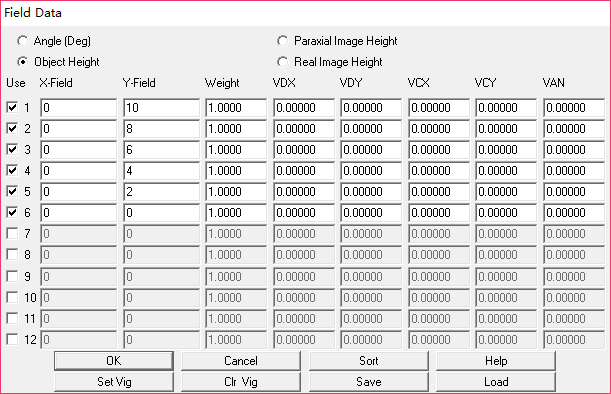 Field Data
Angle (Deg) Paraxial Image Height
Object Height Real Image Height
Use X-Field Y-Field Weight VDX VDY VCX VCY VAN
1 0 10 1.0000 0.00000 0.00000 0.00000 0.00000 0.00000
2 0 8 1.0000 0.00000 0.00000 0.00000 0.00000 0.00000
3 0 6 1.0000 0.00000 0.00000 0.00000 0.00000 0.00000
4 0 4 1.0000 0.00000 0.00000 0.00000 0.00000 0.00000
5 0 2 1.0000 0.00000 0.00000 0.00000 0.00000 0.00000
6 0 0 1.0000 0.00000 0.00000 0.00000 0.00000 0.00000
7 0 0 1.0000 0.00000 0.00000 0.00000 0.00000 0.00000
8 0 0 1.0000 0.00000 0.00000 0.00000 0.00000 0.00000
9 0 0 1.0000 0.00000 0.00000 0.00000 0.00000 0.00000
10 0 0 1.0000 0.00000 0.00000 0.00000 0.00000 0.00000
11 0 0 1.0000 0.00000 0.00000 0.00000 0.00000 0.00000
12 0 0 1.0000 0.00000 0.00000 0.00000 0.00000 0.00000
OK Cancel Sort Help
Set Vig Clr Vig Save Load